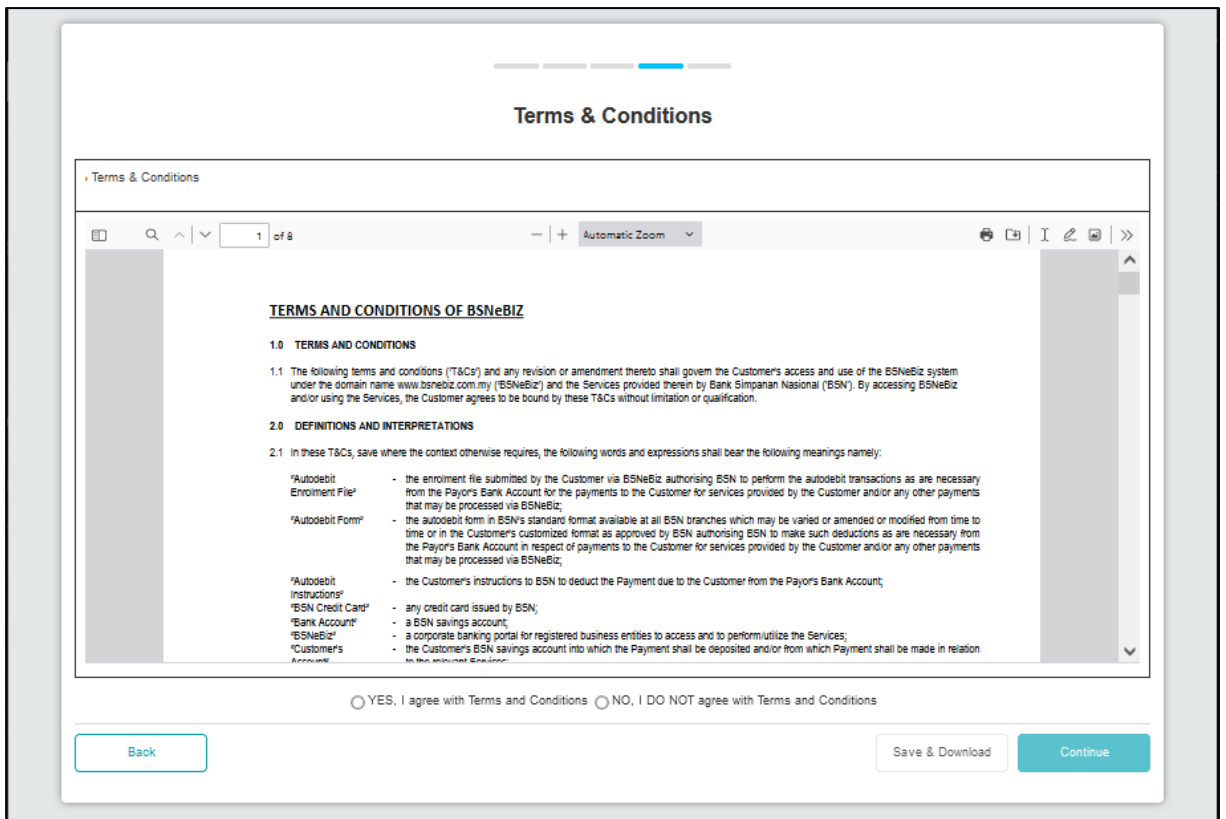 Terms & Conditions
Terms & Conditions
1 of 8
Automatic Zoom
TERMS AND CONDITIONS OF BSNeBIZ
1.0 TERMS AND CONDITIONS
1.1 The following terms and conditions ('T&Cs') and any revision or amendment thereto shall govern the Customer's access and use of the BSNeBiz system
under the domain name www.bsnebiz.com.my ('BSNeBiz') and the Services provided therein by Bank Simpanan Nasional ('BSN'). By accessing BSNeBiz
and/or using the Services, the Customer agrees to be bound by these T&Cs without limitation or qualification.
2.0 DEFINITIONS AND INTERPRETATIONS
2.1 In these T&Cs, save where the context otherwise requires, the following words and expressions shall bear the following meanings namely:
"Autodebit - the enrolment file submitted by the Customer via BSNeBiz authorising BSN to perform the autodebit transactions as are necessary
Enrolment File" from the Payor's Bank Account for the payments to the Customer for services provided by the Customer and/or any other payments
that may be processed via BSNeBiz;
"Autodebit Form" - the autodebit form in BSN's standard format available at all BSN branches which may be varied or amended or modified from time to
time or in the Customer's customized format as approved by BSN authorising BSN to make such deductions as are necessary from
the Payor's Bank Account in respect of payments to the Customer for services provided by the Customer and/or any other payments
that may be processed via BSNeBiz;
"Autodebit - the Customer's instructions to BSN to deduct the Payment due to the Customer from the Payor's Bank Account;
Instructions"
"BSN Credit Card" - any credit card issued by BSN;
"Bank Account" - a BSN savings account;
"BSNeBiz" - a corporate banking portal for registered business entities to access and to perform/utilize the Services;
"Customer's - the Customer's BSN savings account into which the Payment shall be deposited and/or from which Payment shall be made in relation
Account" to the relevant Services;
YES, I agree with Terms and Conditions NO, I DO NOT agree with Terms and Conditions
Back Save & Download Continue